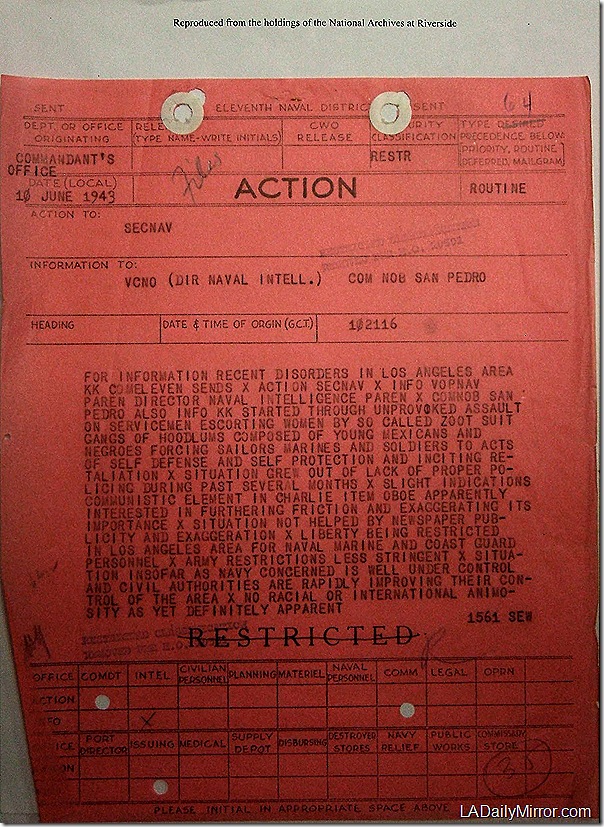 Reproduced from the holdings of the National Archives at Riverside
SENT ELEVENTH NAVAL DISTRICT SENT 64
DEPT. OR OFFICE ORIGINATING
RELE
(TYPE NAME-WRITE INITIALS)
CWO RELEASE
URITY CLASSIFICATION
TYPE DESIRED PRECEDENCE BELOW:
(PRIORITY, ROUTINE DEFERRED, MAILGRAM)
COMMANDANT'S OFFICE
RESTR
DATE (LOCAL)
10 JUNE 1943
Files
ACTION
ROUTINE
ACTION TO:
SECNAV
INFORMATION TO:
VCNO (DIR NAVAL INTELL.) COM NOB SAN PEDRO
HEADING
DATE & TIME OF ORGIN (G.C.T.)
102116
FOR INFORMATION RECENT DISORDERS IN LOS ANGELES AREA
KK COMELEVEN SENDS X ACTION SECNAV X INFO VOPNAV
PAREN DIRECTOR NAVAL INTELLIGENCE PAREN X COMNOB SAN
PEDRO ALSO INFO KK STARTED THROUGH UNPROVOKED ASSAULT
ON SERVICEMEN ESCORTING WOMEN BY SO CALLED ZOOT SUIT
GANGS OF HOODLUMS COMPOSED OF YOUNG MEXICANS AND
NEGROES FORCING SAILORS MARINES AND SOLDIERS TO ACTS
OF SELF DEFENSE AND SELF PROTECTION AND INCITING RE-
TALIATION X SITUATION GREW OUT OF LACK OF PROPER PO-
LICING DURING PAST SEVERAL MONTHS X SLIGHT INDICATIONS
COMMUNISTIC ELEMENT IN CHARLIE ITEM OBOE APPARENTLY
INTERESTED IN FURTHERING FRICTION AND EXAGGERATING ITS
IMPORTANCE X SITUATION NOT HELPED BY NEWSPAPER PUB-
LICITY AND EXAGGERATION X LIBERTY BEING RESTRICTED
IN LOS ANGELES AREA FOR NAVAL MARINE AND COAST GUARD
PERSONNEL X ARMY RESTRICTIONS LESS STRINGENT X SITUA-
TION INSOFAR AS NAVY CONCERNED IS WELL UNDER CONTROL
AND CIVIL AUTHORITIES ARE RAPIDLY IMPROVING THEIR CON-
TROL OF THE AREA X NO RACIAL OR INTERNATIONAL ANIMO-
SITY AS YET DEFINITELY APPARENT
1561 SEW
RESTRICTED
OFFICE COMDT INTEL CIVILIAN PERSONNEL PLANNING MATERIEL NAVAL PERSONNEL COMM LEGAL OPRN
CTION
FO X
ICE PORT DIRECTOR ISSUING MEDICAL SUPPLY DEPOT DISBURSING DESTROYER STORES NAVY RELIEF PUBLIC WORKS COMMISSARY STORE
ON
PLEASE INITIAL IN APPROPRIATE SPACE ABOVE
LADailyMirror.com